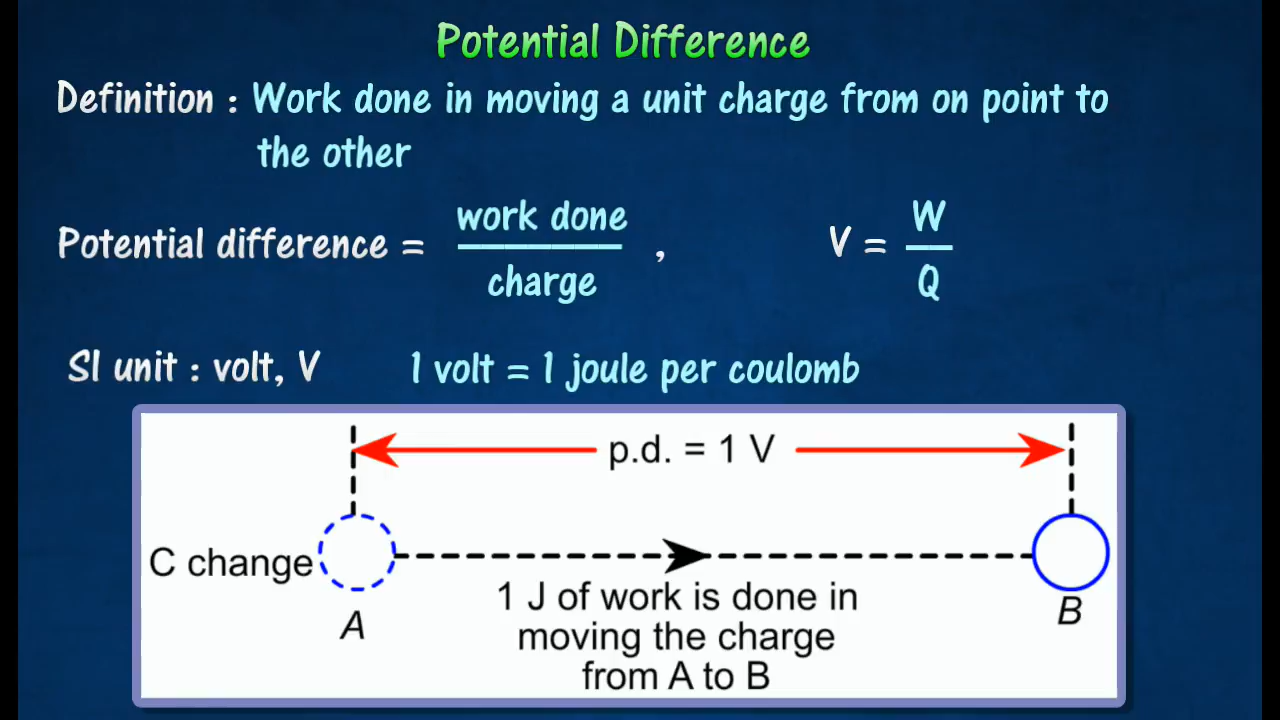 Potential Difference
Definition : Work done in moving a unit charge from on point to
the other
Potential difference = work done / charge , V = W / Q
SI unit : volt, V 1 volt = 1 joule per coulomb
p.d. = 1 V
C change
A
B
1 J of work is done in
moving the charge
from A to B